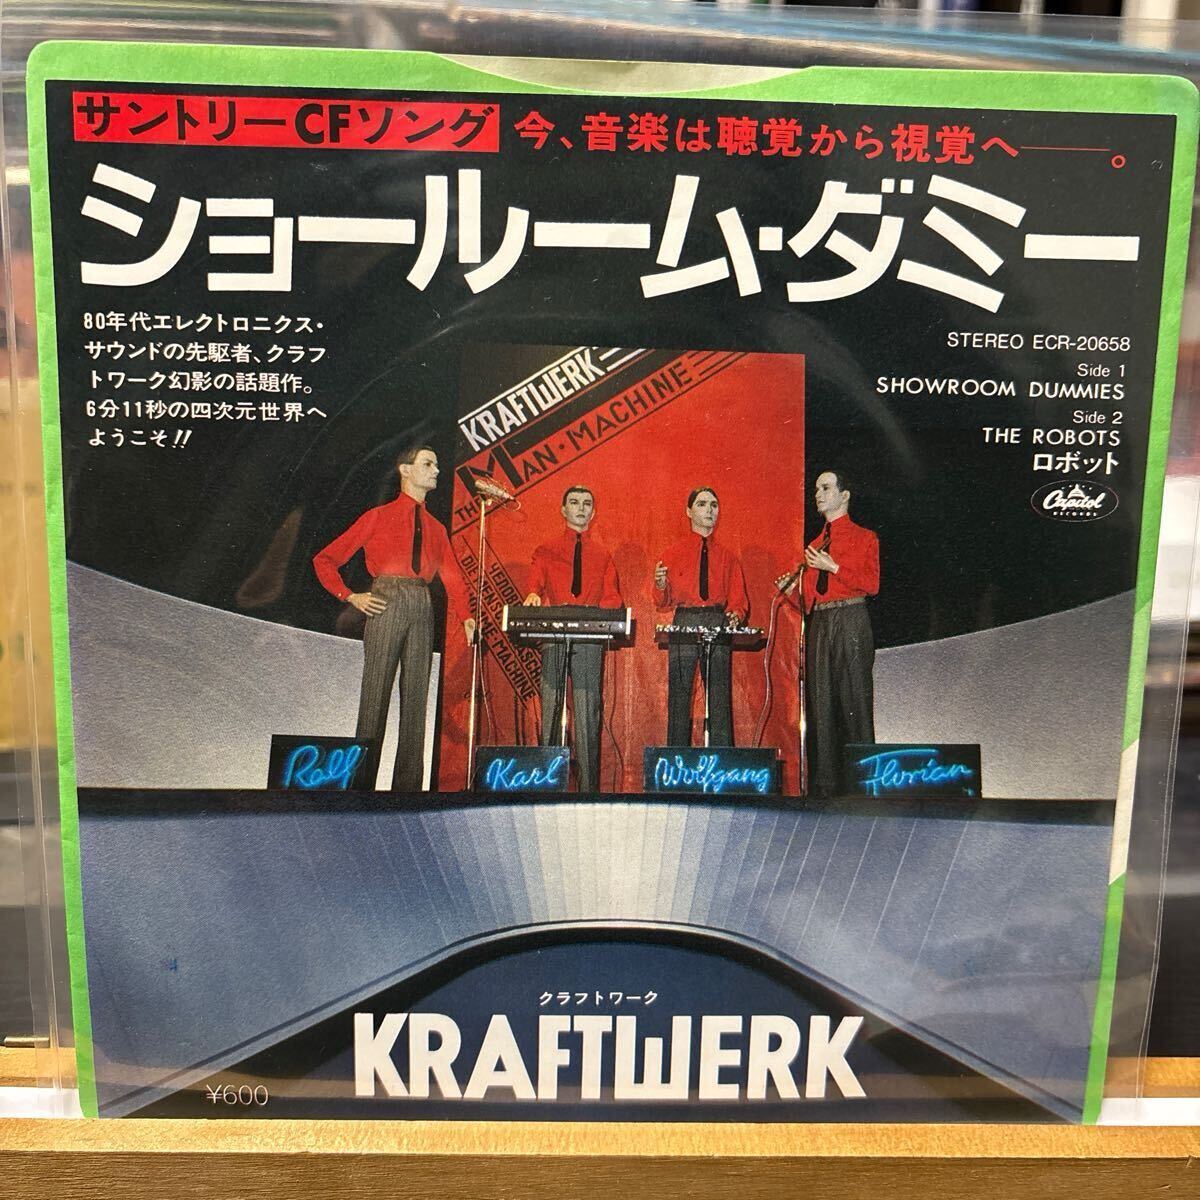 サントリーCFソング
今、音楽は聴覚から視覚へ——。
ショールーム・ダミー
80年代エレクトロニクス・
サウンドの先駆者、クラフ
トワーク幻影の話題作。
6分11秒の四次元世界へ
ようこそ!!
STEREO ECR-20658
Side 1
SHOWROOM DUMMIES
Side 2
THE ROBOTS
ロボット
Capitol
RECORDS
KRAFTWERK
THE MAN·MACHINE
MACHINE
Ralf
Karl
Wolfgang
Florian
クラフトワーク
KRAFTWERK
¥600